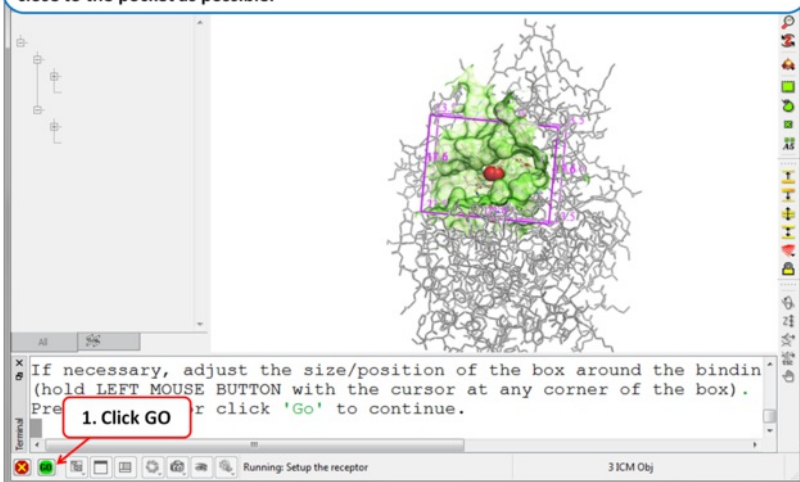 close to the pocket as possible.
All
If necessary, adjust the size/position of the box around the bindin
(hold LEFT MOUSE BUTTON with the cursor at any corner of the box).
Pre
r click 'Go' to continue.
1. Click GO
Terminal
GO
Running: Setup the receptor
3 ICM Obj